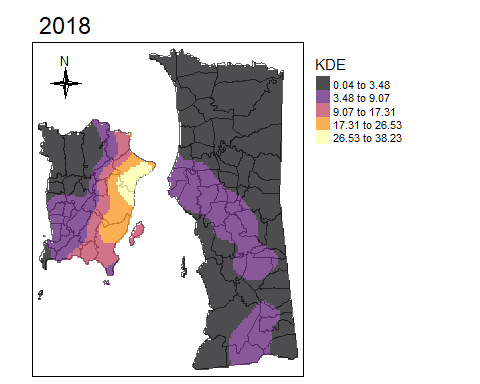 2018
N
KDE
0.04 to 3.48
3.48 to 9.07
9.07 to 17.31
17.31 to 26.53
26.53 to 38.23